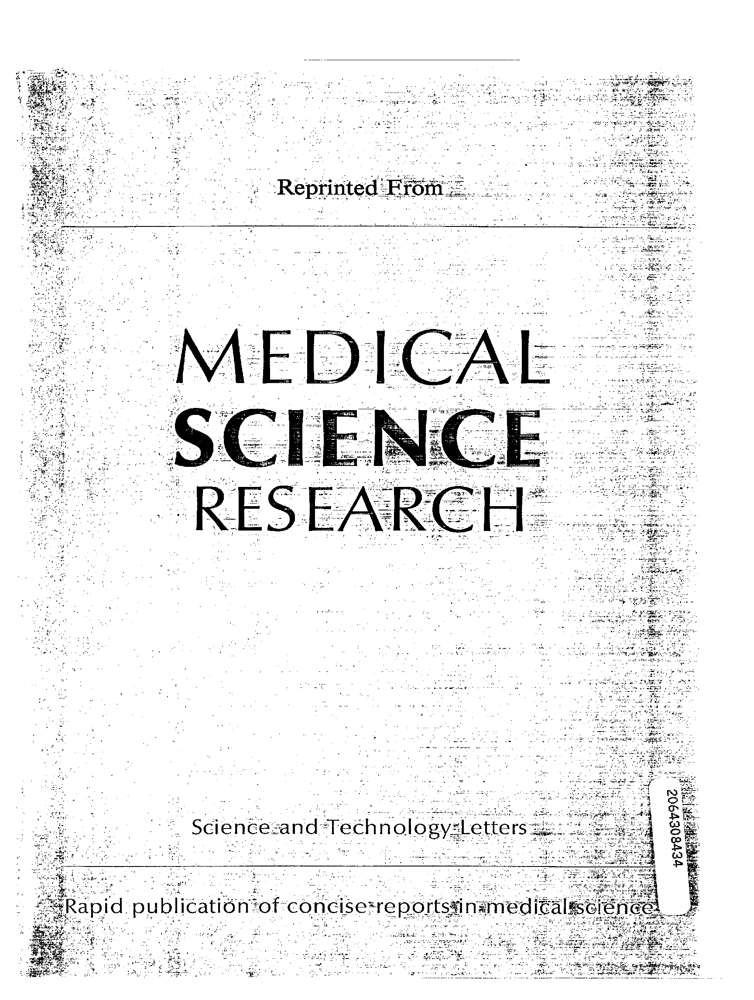 Reprinted From
MEDICAL
SCIENCE
RESEARCH
Science and Technology Letters
2064308434
Rapid publication of concise reports in medical science